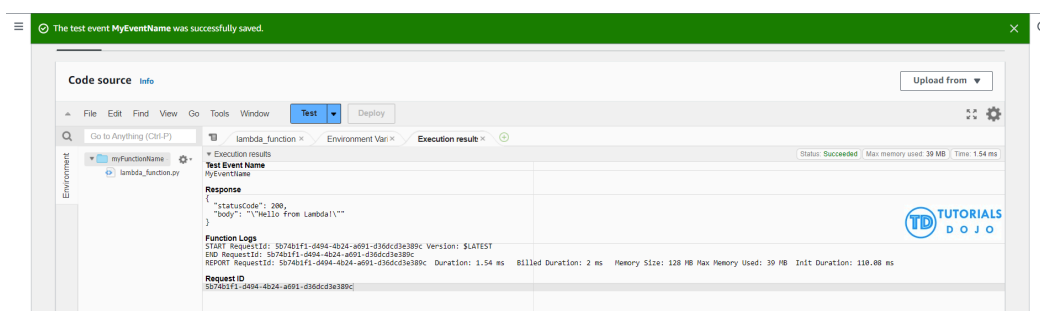 The test event MyEventName was successfully saved.
Code source Info
Upload from
File Edit Find View Go Tools Window Test Deploy
Go to Anything (Ctrl-P)
lambda_function × Environment Vari × Execution results ×
Environment
myFunctionName
lambda_function.py
Execution results
Status: Succeeded Max memory used: 39 MB Time: 1.54 ms
Test Event Name
MyEventName
Response
{
"statusCode": 200,
"body": "\"Hello from Lambda!\""
}
Function Logs
START RequestId: 5b74b1f1-d494-4b24-a691-d36dcd3e389c Version: $LATEST
END RequestId: 5b74b1f1-d494-4b24-a691-d36dcd3e389c
REPORT RequestId: 5b74b1f1-d494-4b24-a691-d36dcd3e389c Duration: 1.54 ms Billed Duration: 2 ms Memory Size: 128 MB Max Memory Used: 39 MB Init Duration: 110.08 ms
Request ID
5b74b1f1-d494-4b24-a691-d36dcd3e389c
TD TUTORIALS
DOJO